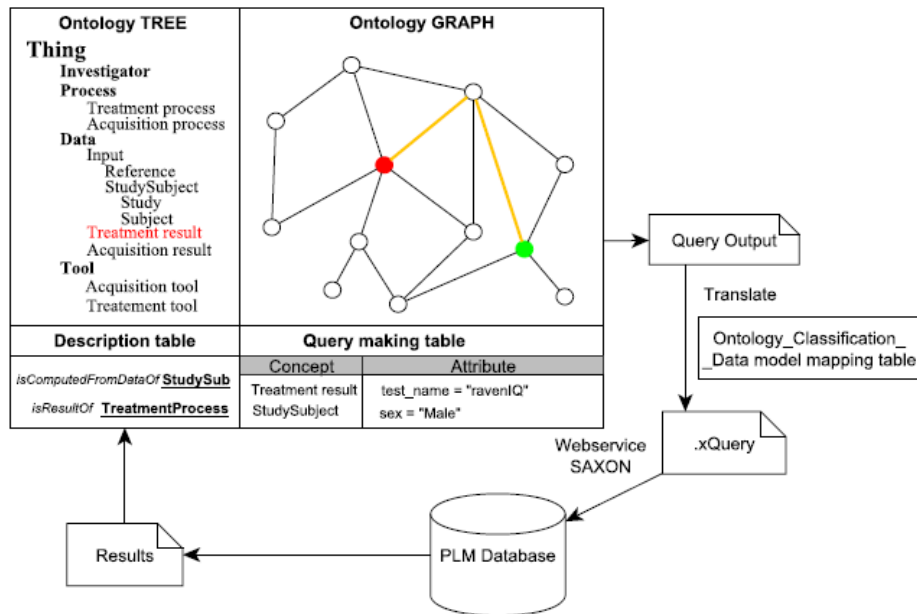 Ontology TREE
Thing
Investigator
Process
Treatment process
Acquisition process
Data
Input
Reference
StudySubject
Study
Subject
Treatment result
Acquisition result
Tool
Acquisition tool
Treatement tool
Ontology GRAPH
Description table
isComputedFromDataOf StudySub
isResultOf TreatmentProcess
Query making table
Concept Attribute
Treatment result test_name = "ravenIQ"
StudySubject sex = "Male"
Query Output
Translate
Ontology_Classification_
_Data model mapping table
.xQuery
Webservice
SAXON
PLM Database
Results